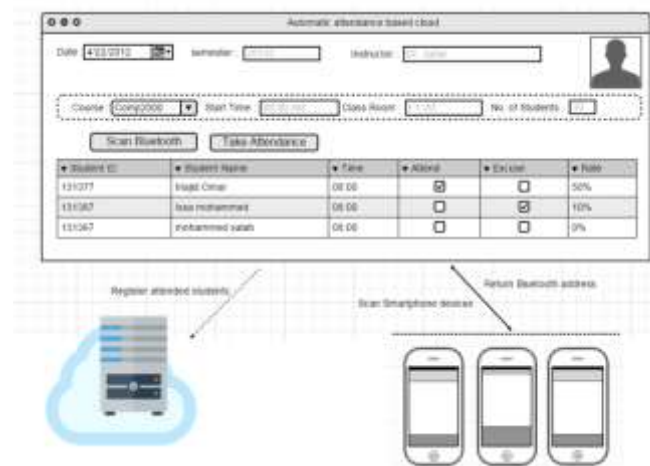 Automatic attendance based cloud
Date 4/22/2012 semester: Instructor:
Course Comp2000 Start Time Class Room No. of Students
Scan Bluetooth Take Attendance
Student ID Student Name Time Attend Excuse Rate
131377 Majid Omar 08:00 50%
131367 Issa mohammed 08:00 10%
131367 mohammed salah 08:00 0%
Register attended students
Return Bluetooth address
Scan Smartphone devices